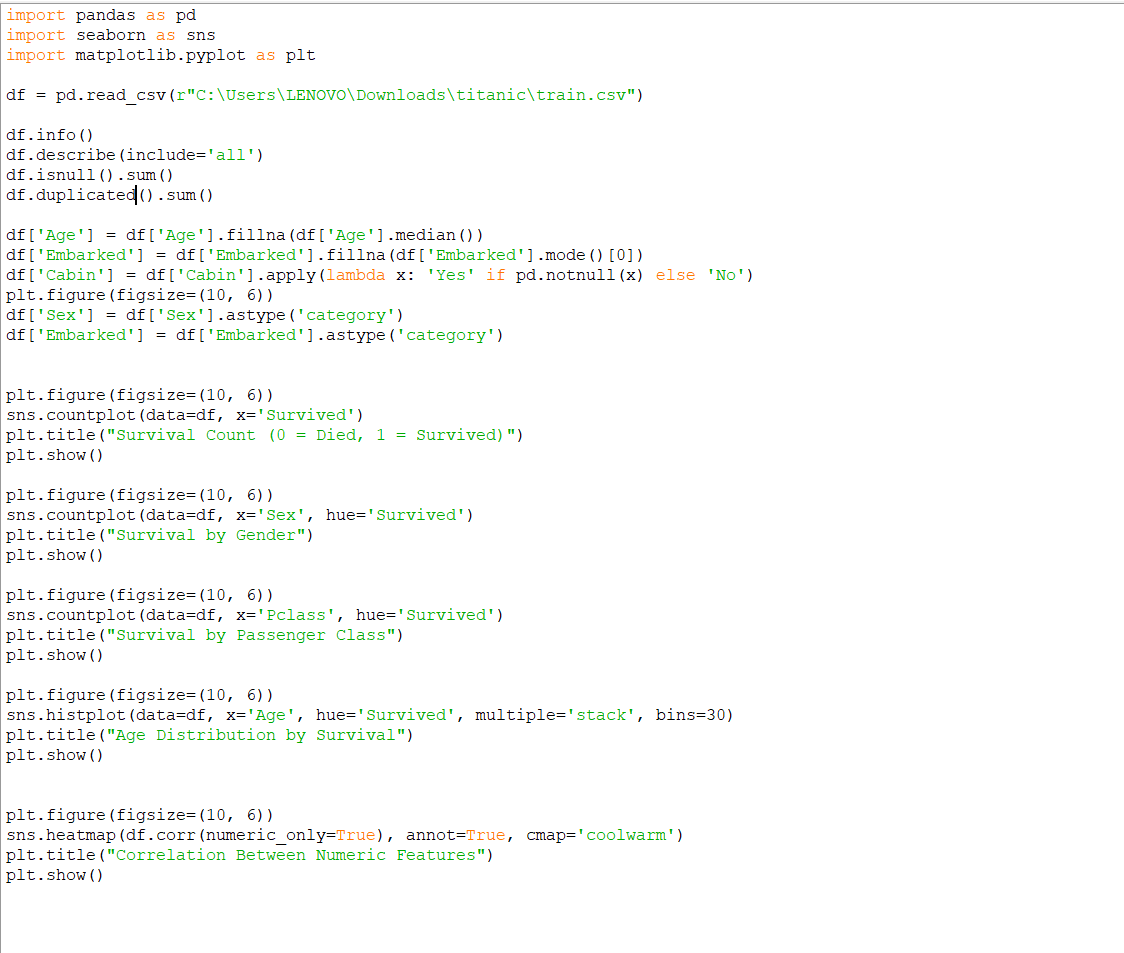 import pandas as pd
import seaborn as sns
import matplotlib.pyplot as plt
df = pd.read_csv(r"C:\Users\LENOVO\Downloads\titanic\train.csv")
df.info()
df.describe(include='all')
df.isnull().sum()
df.duplicated().sum()
df['Age'] = df['Age'].fillna(df['Age'].median())
df['Embarked'] = df['Embarked'].fillna(df['Embarked'].mode()[0])
df['Cabin'] = df['Cabin'].apply(lambda x: 'Yes' if pd.notnull(x) else 'No')
plt.figure(figsize=(10, 6))
df['Sex'] = df['Sex'].astype('category')
df['Embarked'] = df['Embarked'].astype('category')
plt.figure(figsize=(10, 6))
sns.countplot(data=df, x='Survived')
plt.title("Survival Count (0 = Died, 1 = Survived)")
plt.show()
plt.figure(figsize=(10, 6))
sns.countplot(data=df, x='Sex', hue='Survived')
plt.title("Survival by Gender")
plt.show()
plt.figure(figsize=(10, 6))
sns.countplot(data=df, x='Pclass', hue='Survived')
plt.title("Survival by Passenger Class")
plt.show()
plt.figure(figsize=(10, 6))
sns.histplot(data=df, x='Age', hue='Survived', multiple='stack', bins=30)
plt.title("Age Distribution by Survival")
plt.show()
plt.figure(figsize=(10, 6))
sns.heatmap(df.corr(numeric_only=True), annot=True, cmap='coolwarm')
plt.title("Correlation Between Numeric Features")
plt.show()